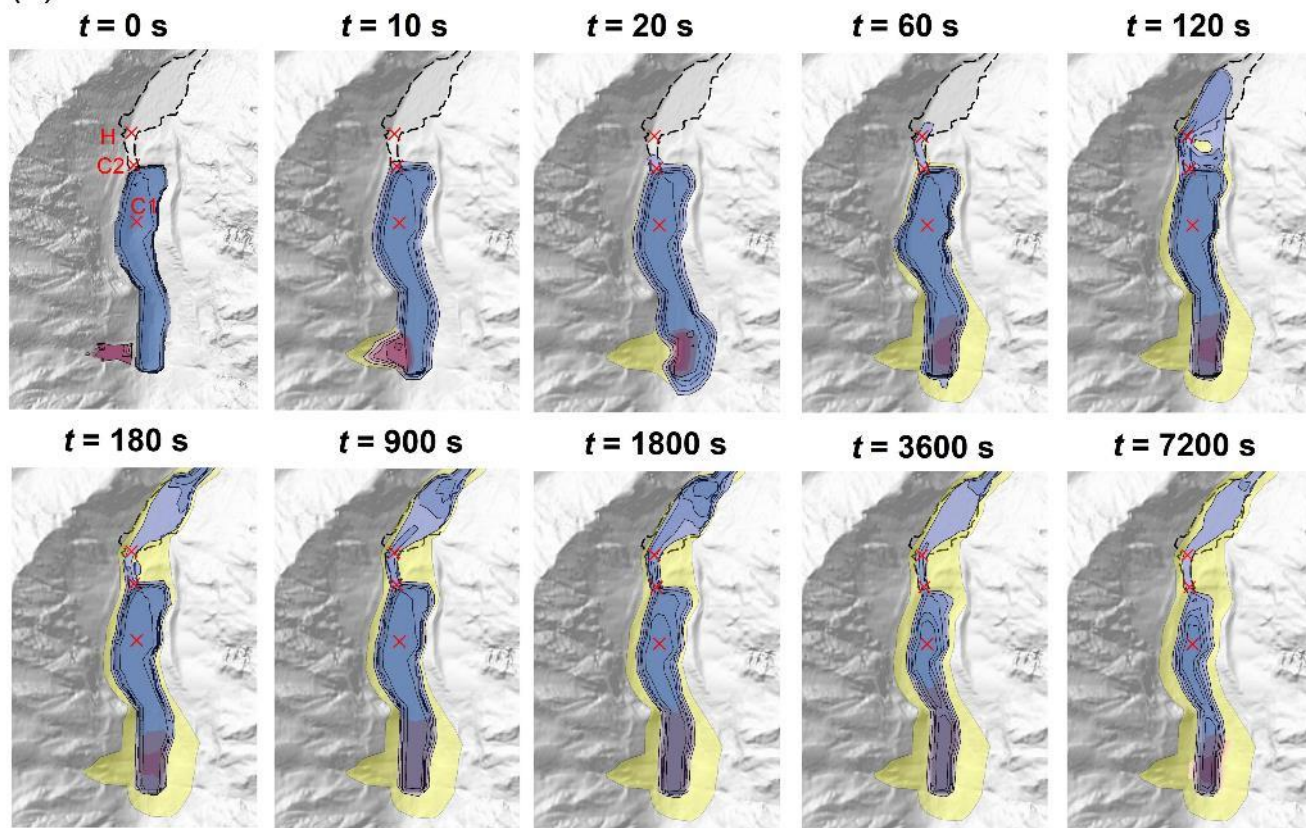 t = 0 s
t = 10 s
t = 20 s
t = 60 s
t = 120 s
H
C2
C1
t = 180 s
t = 900 s
t = 1800 s
t = 3600 s
t = 7200 s